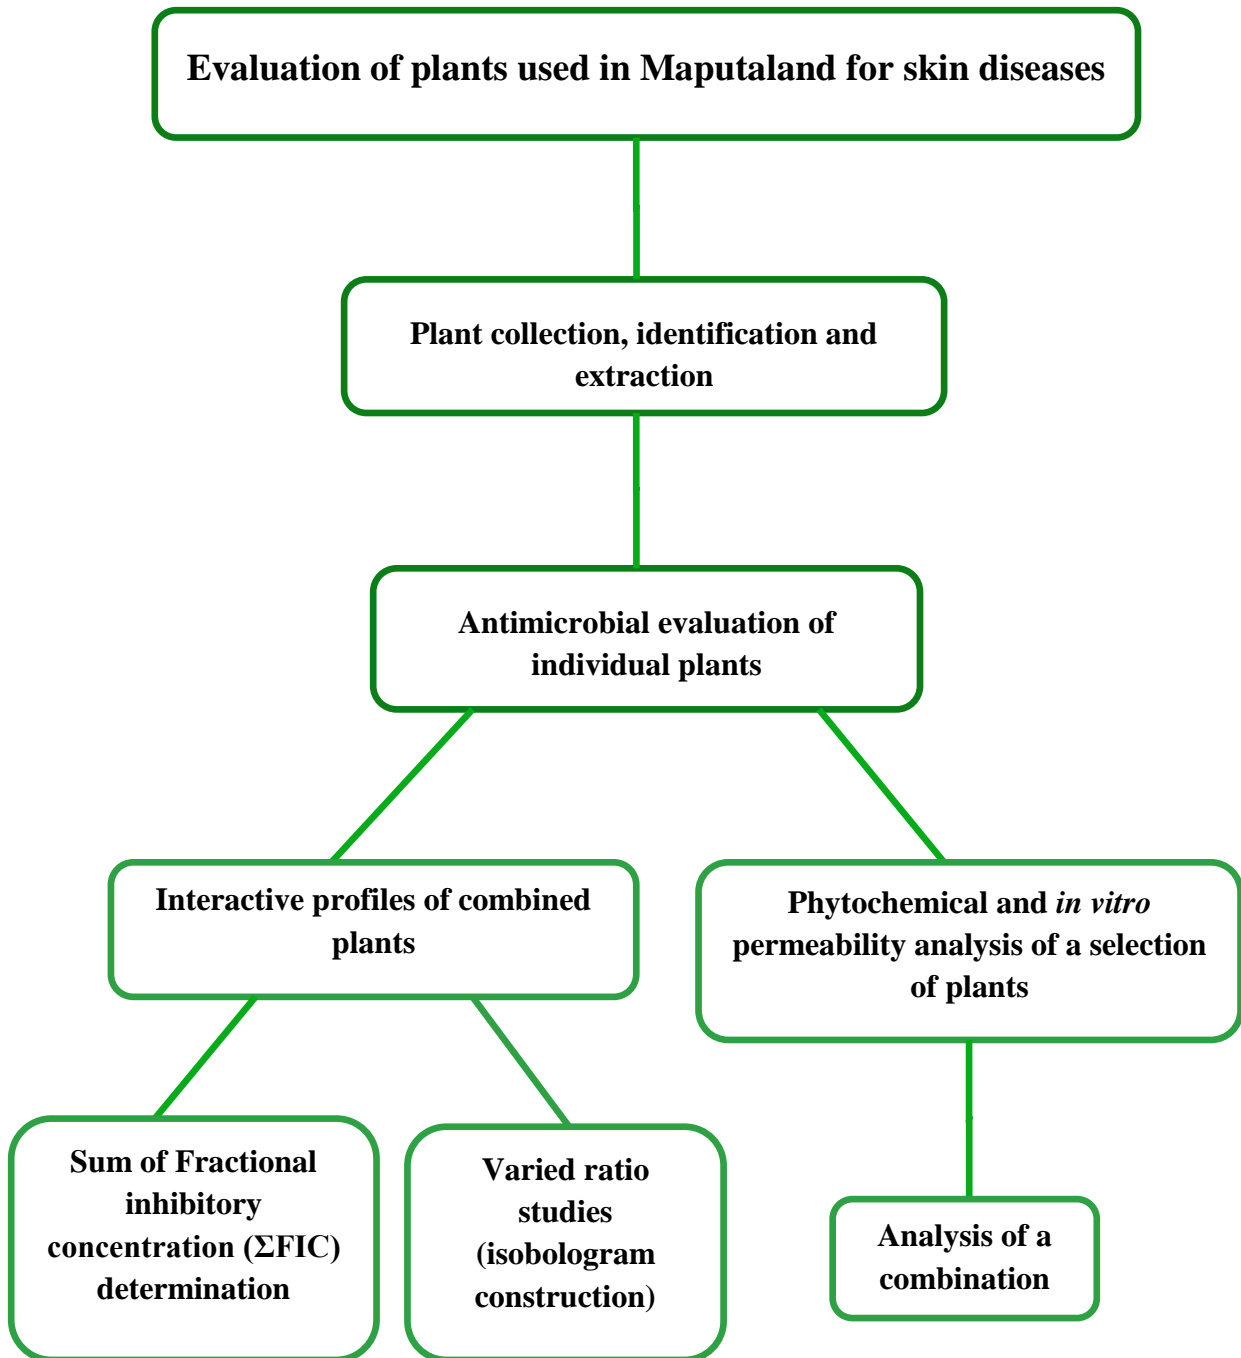 Evaluation of plants used in Maputaland for skin diseases
Plant collection, identification and
extraction
Antimicrobial evaluation of
individual plants
Interactive profiles of combined
plants
Phytochemical and in vitro
permeability analysis of a selection
of plants
Sum of Fractional
inhibitory
concentration (ΣFIC)
determination
Varied ratio
studies
(isobologram
construction)
Analysis of a
combination